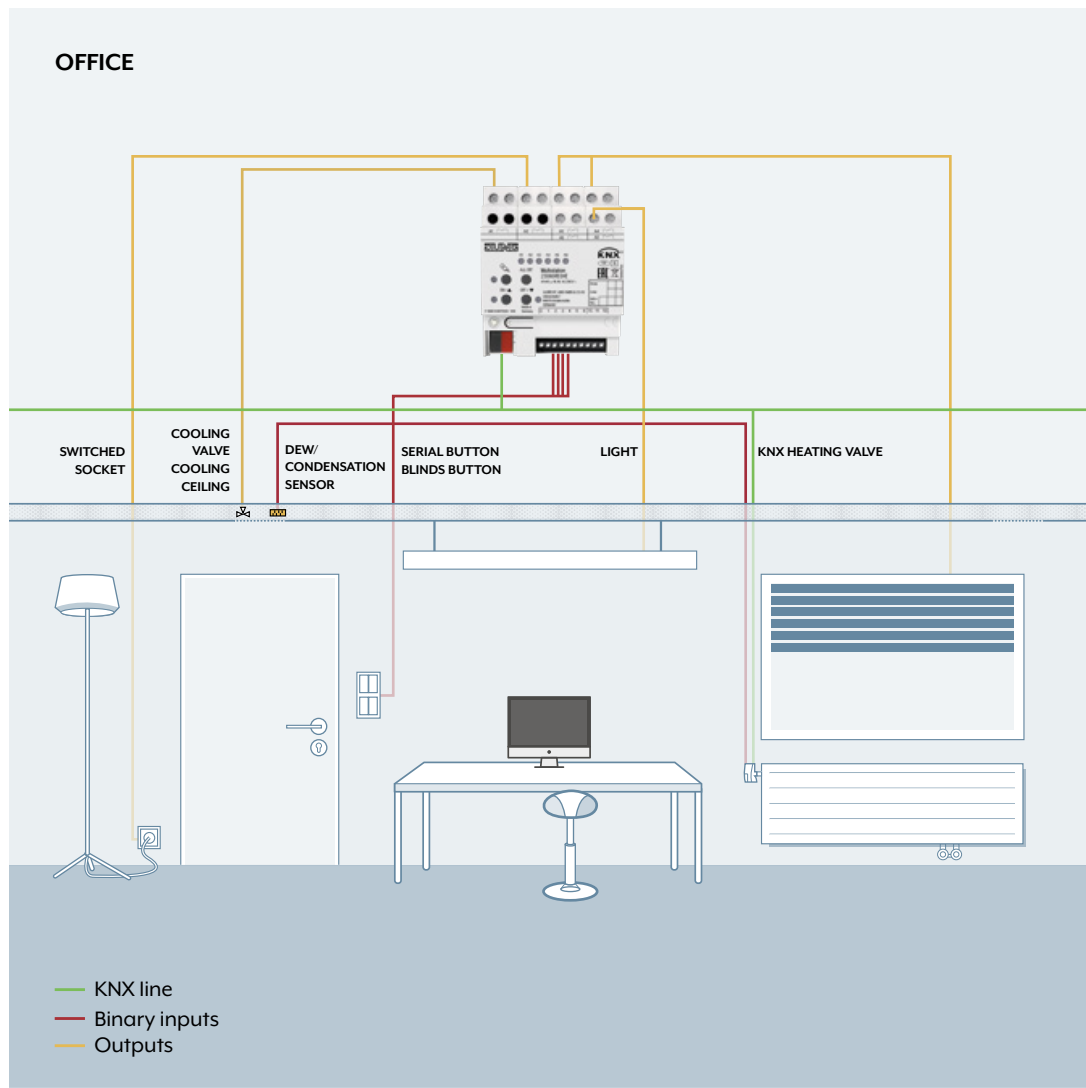 OFFICE
KNX
SWITCHED
SOCKET
COOLING
VALVE
COOLING
CEILING
DEW/
CONDENSATION
SENSOR
SERIAL BUTTON
BLINDS BUTTON
LIGHT
KNX HEATING VALVE
KNX line
Binary inputs
Outputs